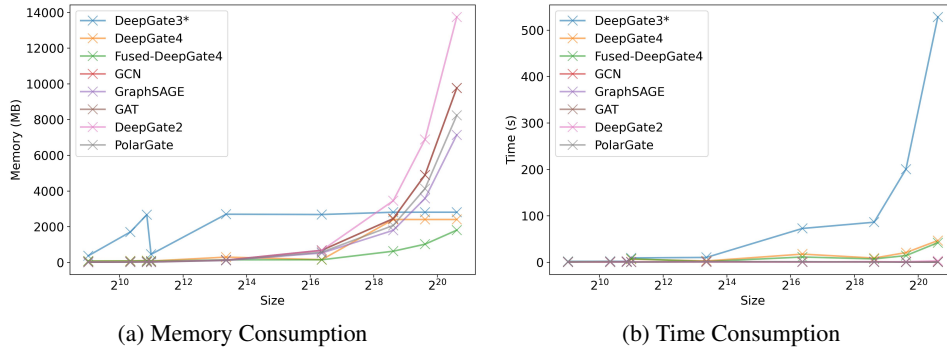 14000
12000
10000
8000
6000
4000
2000
0
Memory (MB)
DeepGate3*
DeepGate4
Fused-DeepGate4
GCN
GraphSAGE
GAT
DeepGate2
PolarGate
2^10 2^12 2^14 2^16 2^18 2^20
Size
(a) Memory Consumption
500
400
300
200
100
0
Time (s)
DeepGate3*
DeepGate4
Fused-DeepGate4
GCN
GraphSAGE
GAT
DeepGate2
PolarGate
2^10 2^12 2^14 2^16 2^18 2^20
Size
(b) Time Consumption